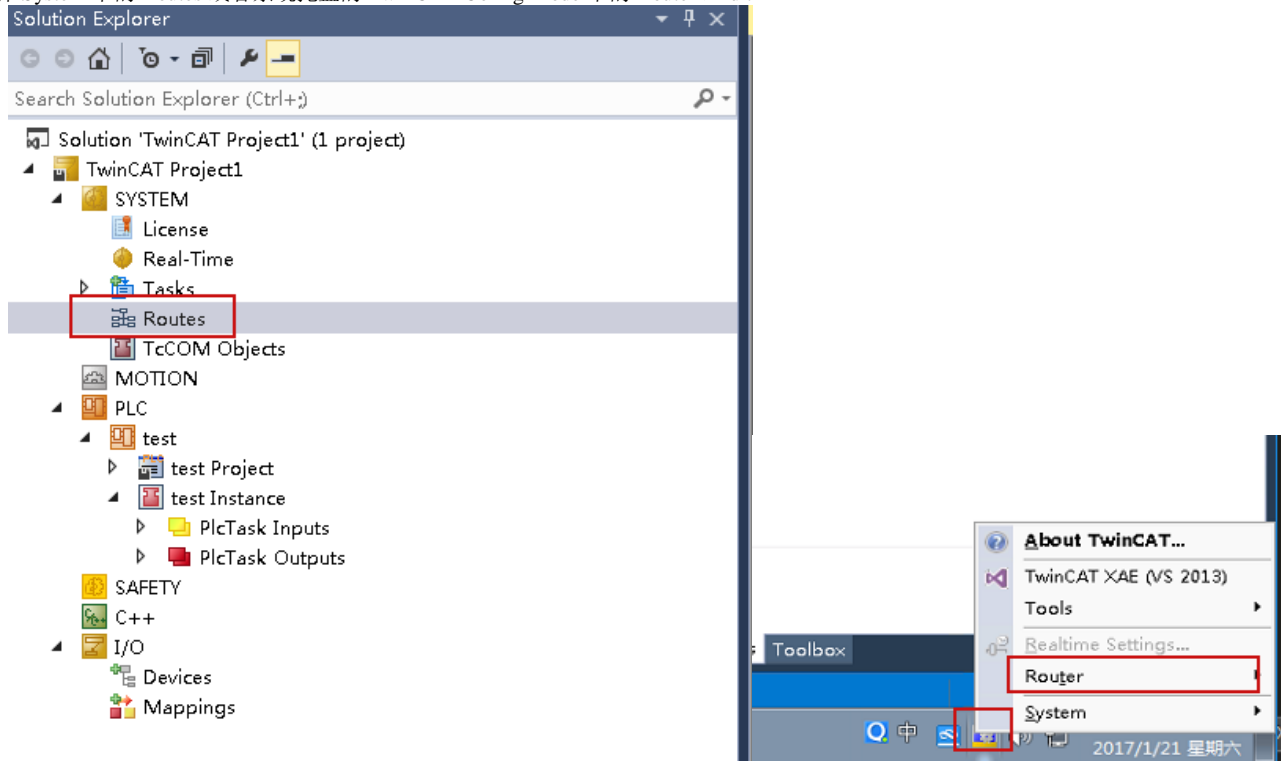 Solution Explorer
Search Solution Explorer (Ctrl+;)
Solution 'TwinCAT Project1' (1 project)
TwinCAT Project1
SYSTEM
License
Real-Time
Tasks
Routes
TcCOM Objects
MOTION
PLC
test
test Project
test Instance
PlcTask Inputs
PlcTask Outputs
SAFETY
C++
I/O
Devices
Mappings
About TwinCAT...
TwinCAT XAE (VS 2013)
Tools
Realtime Settings...
Router
System
Toolbox
中
2017/1/21 星期六